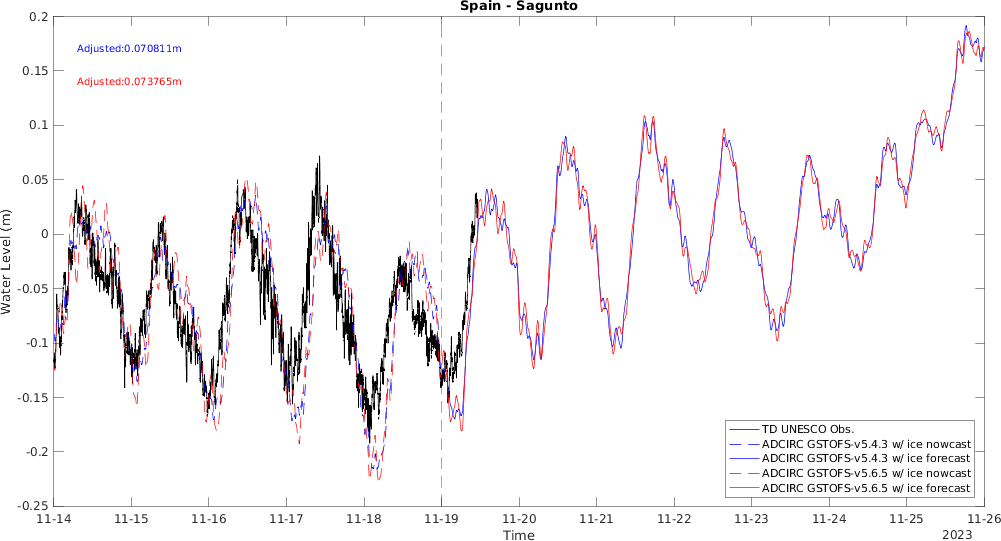 Spain - Sagunto
Adjusted:0.070811m
Adjusted:0.073765m
Water Level (m)
0.2
0.15
0.1
0.05
0
-0.05
-0.1
-0.15
-0.2
-0.25
TD UNESCO Obs.
ADCIRC GSTOFS-v5.4.3 w/ ice nowcast
ADCIRC GSTOFS-v5.4.3 w/ ice forecast
ADCIRC GSTOFS-v5.6.5 w/ ice nowcast
ADCIRC GSTOFS-v5.6.5 w/ ice forecast
11-14 11-15 11-16 11-17 11-18 11-19 11-20 11-21 11-22 11-23 11-24 11-25 11-26
Time
2023